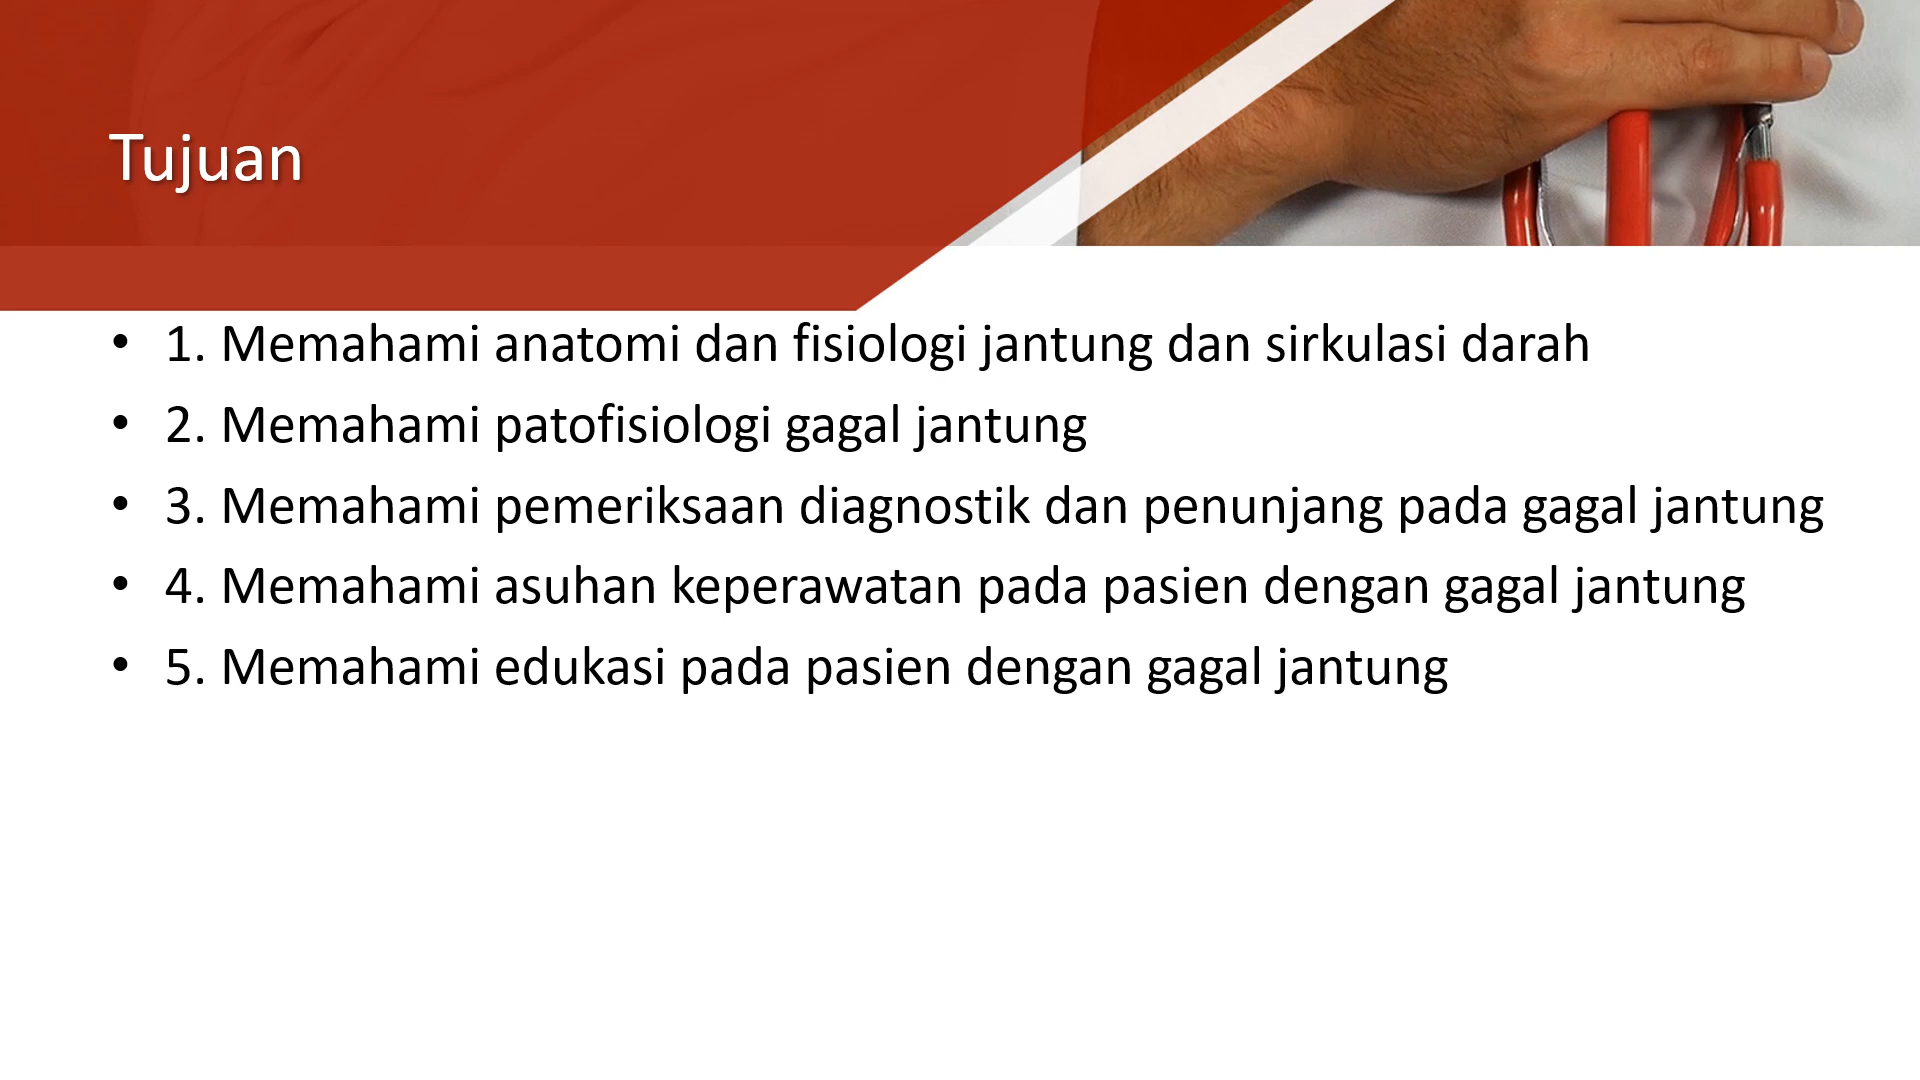 Tujuan
• 1. Memahami anatomi dan fisiologi jantung dan sirkulasi darah
• 2. Memahami patofisiologi gagal jantung
• 3. Memahami pemeriksaan diagnostik dan penunjang pada gagal jantung
• 4. Memahami asuhan keperawatan pada pasien dengan gagal jantung
• 5. Memahami edukasi pada pasien dengan gagal jantung